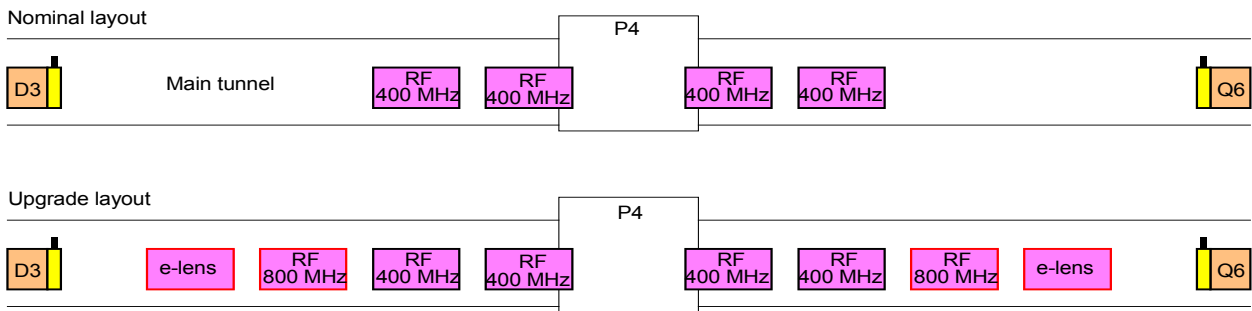 Nominal layout
P4
D3
Main tunnel
RF
400 MHz
RF
400 MHz
RF
400 MHz
RF
400 MHz
Q6
Upgrade layout
P4
D3
e-lens
RF
800 MHz
RF
400 MHz
RF
400 MHz
RF
400 MHz
RF
400 MHz
RF
800 MHz
e-lens
Q6